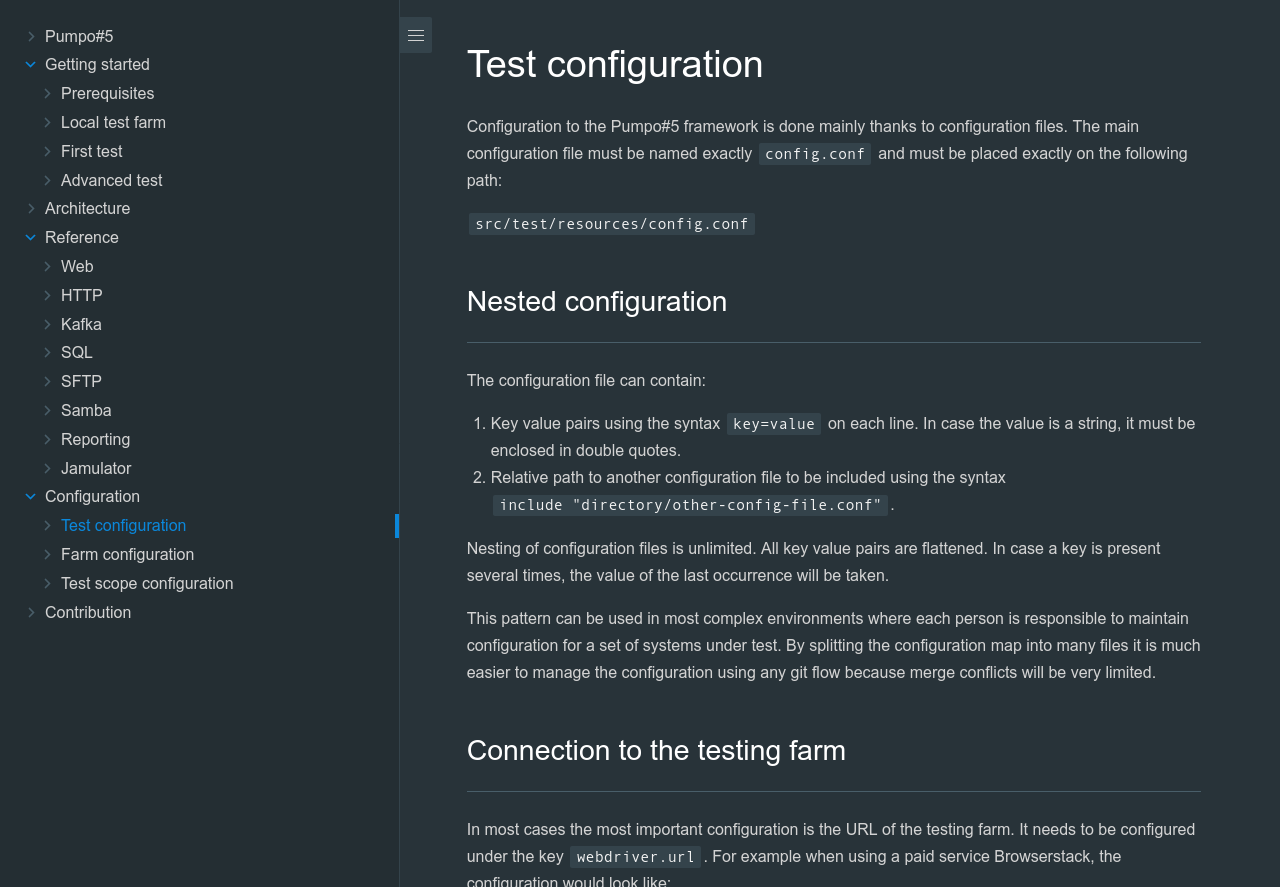 Pumpo#5
Getting started
Prerequisites
Local test farm
First test
Advanced test
Architecture
Reference
Web
HTTP
Kafka
SQL
SFTP
Samba
Reporting
Jamulator
Configuration
Test configuration
Farm configuration
Test scope configuration
Contribution
Test configuration
Configuration to the Pumpo#5 framework is done mainly thanks to configuration files. The main
configuration file must be named exactly config.conf and must be placed exactly on the following
path:
src/test/resources/config.conf
Nested configuration
The configuration file can contain:
1. Key value pairs using the syntax key=value on each line. In case the value is a string, it must be
enclosed in double quotes.
2. Relative path to another configuration file to be included using the syntax
include "directory/other-config-file.conf".
Nesting of configuration files is unlimited. All key value pairs are flattened. In case a key is present
several times, the value of the last occurrence will be taken.
This pattern can be used in most complex environments where each person is responsible to maintain
configuration for a set of systems under test. By splitting the configuration map into many files it is much
easier to manage the configuration using any git flow because merge conflicts will be very limited.
Connection to the testing farm
In most cases the most important configuration is the URL of the testing farm. It needs to be configured
under the key webdriver.url. For example when using a paid service Browserstack, the
configuration would look like: